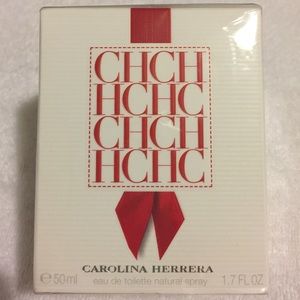 CHCH
HCHC
CHCH
HCHC
CAROLINA HERRERA
eau de toilette natural spray
℮ 50ml 1.7 FL OZ